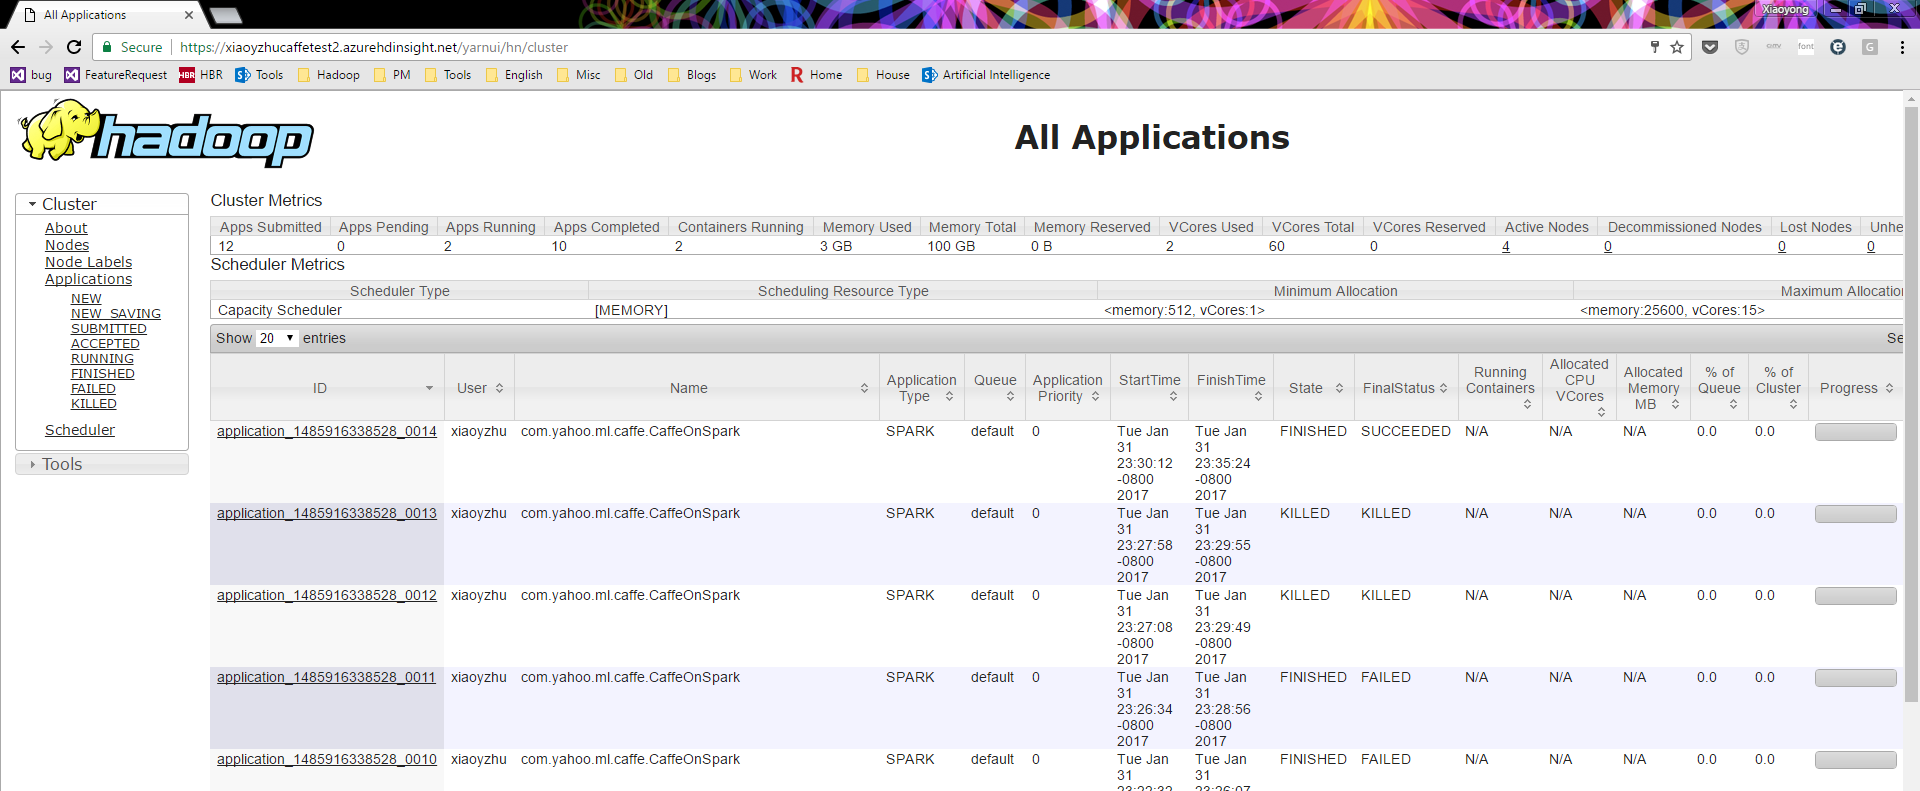 All Applications
Xiaoyong
Secure https://xiaoyzhucaffetest2.azurehdinsight.net/yarnui/hn/cluster
bug FeatureRequest HBR HBR Tools Hadoop PM Tools English Misc Old Blogs Work R Home House Artificial Intelligence
hadoop
All Applications
Cluster
About
Nodes
Node Labels
Applications
NEW
NEW_SAVING
SUBMITTED
ACCEPTED
RUNNING
FINISHED
FAILED
KILLED
Scheduler
Tools
Cluster Metrics
Apps Submitted Apps Pending Apps Running Apps Completed Containers Running Memory Used Memory Total Memory Reserved VCores Used VCores Total VCores Reserved Active Nodes Decommissioned Nodes Lost Nodes Unhe
12 0 2 10 2 3 GB 100 GB 0 B 2 60 0 4 0 0 0
Scheduler Metrics
Scheduler Type Scheduling Resource Type Minimum Allocation Maximum Allocation
Capacity Scheduler [MEMORY] <memory:512, vCores:1> <memory:25600, vCores:15>
Show 20 entries Se
ID User Name Application Type Queue Application Priority StartTime FinishTime State FinalStatus Running Containers Allocated CPU VCores Allocated Memory MB % of Queue % of Cluster Progress
application_1485916338528_0014 xiaoyzhu com.yahoo.ml.caffe.CaffeOnSpark SPARK default 0 Tue Jan 31 23:30:12 -0800 2017 Tue Jan 31 23:35:24 -0800 2017 FINISHED SUCCEEDED N/A N/A N/A 0.0 0.0
application_1485916338528_0013 xiaoyzhu com.yahoo.ml.caffe.CaffeOnSpark SPARK default 0 Tue Jan 31 23:27:58 -0800 2017 Tue Jan 31 23:29:55 -0800 2017 KILLED KILLED N/A N/A N/A 0.0 0.0
application_1485916338528_0012 xiaoyzhu com.yahoo.ml.caffe.CaffeOnSpark SPARK default 0 Tue Jan 31 23:27:08 -0800 2017 Tue Jan 31 23:29:49 -0800 2017 KILLED KILLED N/A N/A N/A 0.0 0.0
application_1485916338528_0011 xiaoyzhu com.yahoo.ml.caffe.CaffeOnSpark SPARK default 0 Tue Jan 31 23:26:34 -0800 2017 Tue Jan 31 23:28:56 -0800 2017 FINISHED FAILED N/A N/A N/A 0.0 0.0
application_1485916338528_0010 xiaoyzhu com.yahoo.ml.caffe.CaffeOnSpark SPARK default 0 Tue Jan 31 23:22:32 Tue Jan 31 23:26:07 FINISHED FAILED N/A N/A N/A 0.0 0.0